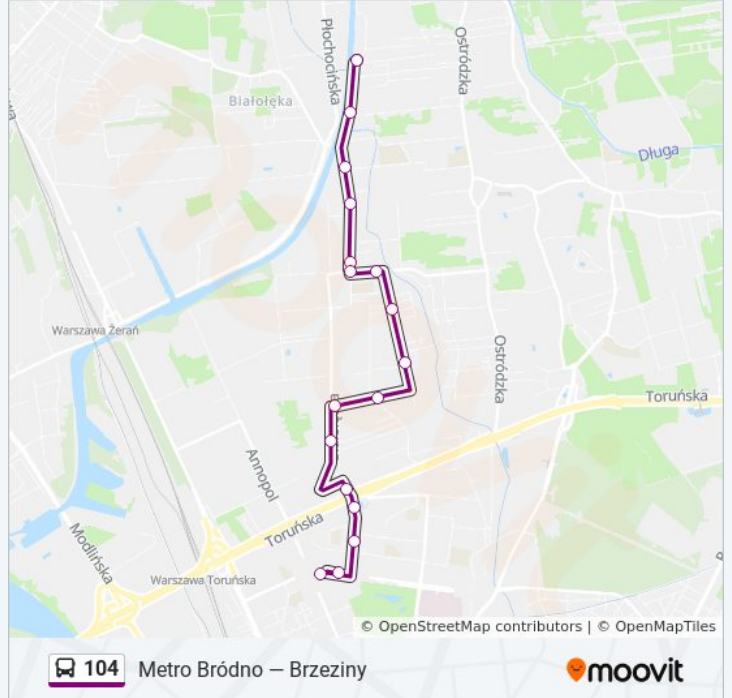 Płochocińska
Ostródzka
Białołęka
Długa
Warszawa Żerań
Ostródzka
Toruńska
Annopol
Toruńska
Modlińska
Warszawa Toruńska
© OpenStreetMap contributors | © OpenMapTiles
104 Metro Bródno — Brzeziny
moovit